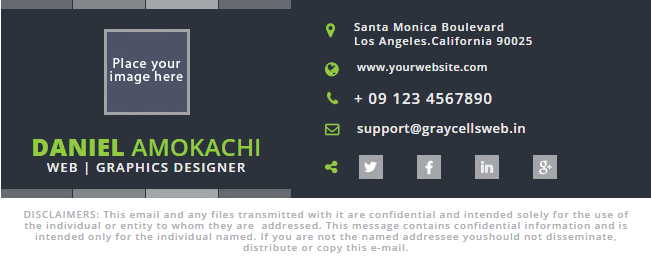 Place your
image here
DANIEL AMOKACHI
WEB | GRAPHICS DESIGNER
Santa Monica Boulevard
Los Angeles.California 90025
www.yourwebsite.com
+ 09 123 4567890
support@graycellsweb.in
DISCLAIMERS: This email and any files transmitted with it are confidential and intended solely for the use of
the individual or entity to whom they are addressed. This message contains confidential information and is
intended only for the individual named. If you are not the named addressee youshould not disseminate,
distribute or copy this e-mail.